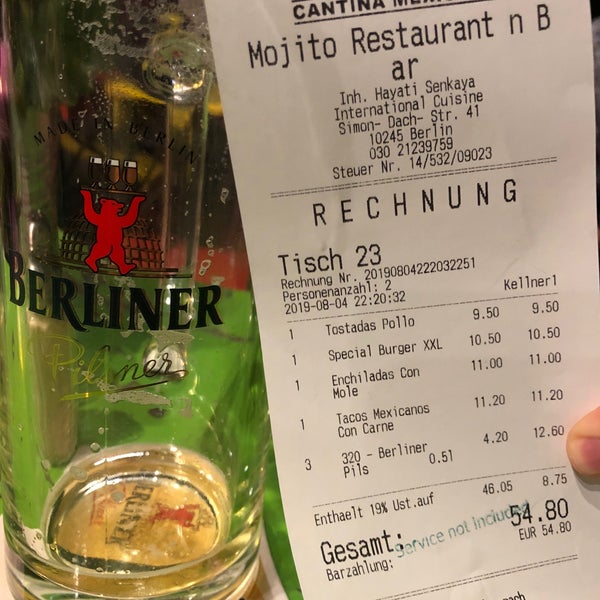 MADE IN BERLIN
BERLINER
Pilsner
CANTINA
Mojito Restaurant n B
ar
Inh. Hayati Senkaya
International Cuisine
Simon- Dach- Str. 41
10245 Berlin
030 21239759
Steuer Nr. 14/532/09023
RECHNUNG
Tisch 23
Rechnung Nr. 20190804222032251
Personenanzahl: 2
2019-08-04 22:20:32 Kellner1
1 Tostadas Pollo 9.50 9.50
1 Special Burger XXL 10.50 10.50
1 Enchiladas Con 11.00 11.00
Mole
1 Tacos Mexicanos 11.20 11.20
Con Carne
3 320 - Berliner 4.20 12.60
Pils 0.51
Enthaelt 19% Ust.auf 46.05 8.75
Gesamt: 54.80
Service not Included
Barzahlung: EUR 54.80